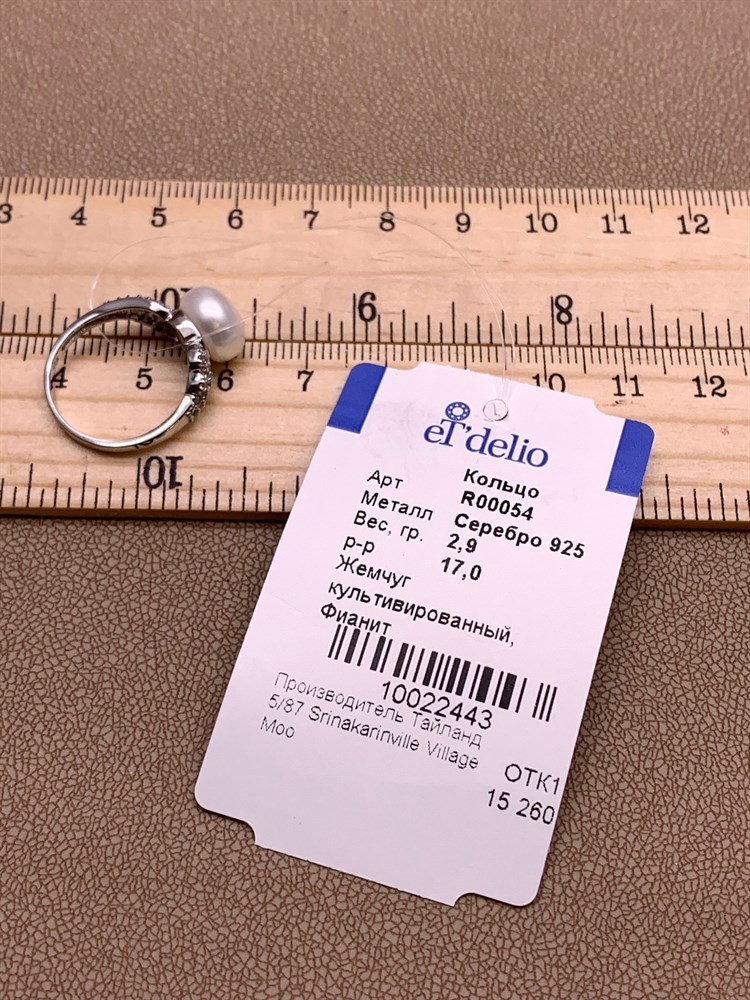 3 4 5 6 7 8 9 10 11 12
10 6 8
4 5 6 7 10 11 12
10
eT'delio
Кольцо
Арт R00054
Металл Серебро 925
Вес, гр. 2,9
р-р 17,0
Жемчуг
культивированный,
Фианит
10022443
Производитель Тайланд
5/87 Srinakarinville Village
Moo
ОТК1
15 260